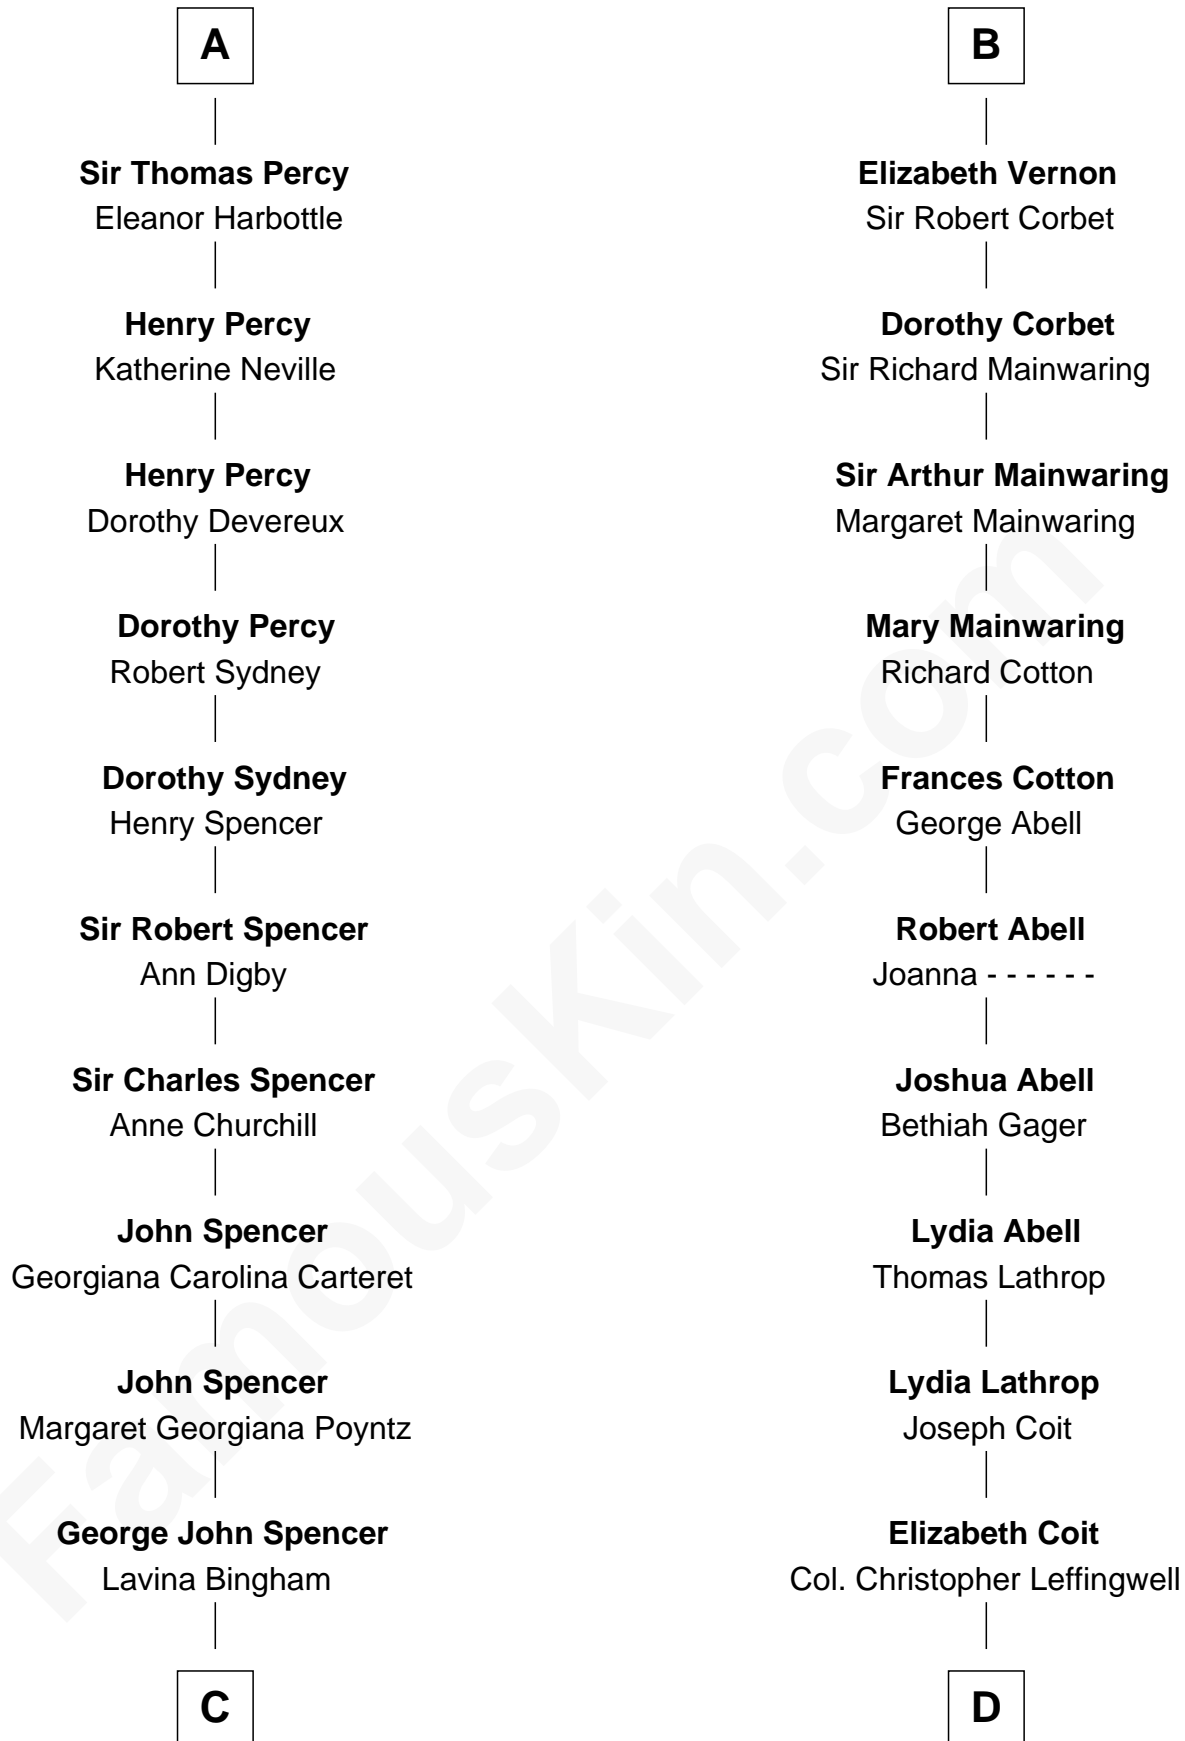 A
Sir Thomas Percy
Eleanor Harbottle
Henry Percy
Katherine Neville
Henry Percy
Dorothy Devereux
Dorothy Percy
Robert Sydney
Dorothy Sydney
Henry Spencer
Sir Robert Spencer
Ann Digby
Sir Charles Spencer
Anne Churchill
John Spencer
Georgiana Carolina Carteret
John Spencer
Margaret Georgiana Poyntz
George John Spencer
Lavina Bingham
C
B
Elizabeth Vernon
Sir Robert Corbet
Dorothy Corbet
Sir Richard Mainwaring
Sir Arthur Mainwaring
Margaret Mainwaring
Mary Mainwaring
Richard Cotton
Frances Cotton
George Abell
Robert Abell
Joanna - - - - - -
Joshua Abell
Bethiah Gager
Lydia Abell
Thomas Lathrop
Lydia Lathrop
Joseph Coit
Elizabeth Coit
Col. Christopher Leffingwell
D
FamousKin.com